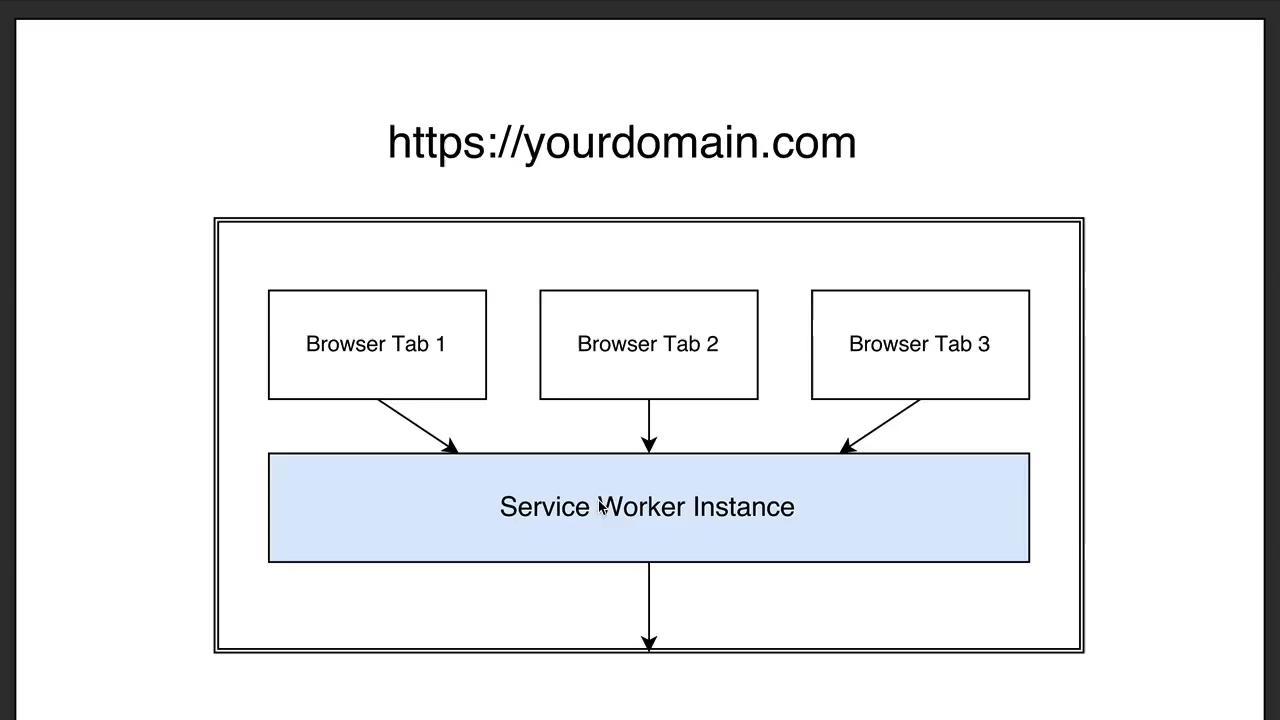 https://yourdomain.com
Browser Tab 1
Browser Tab 2
Browser Tab 3
Service Worker Instance